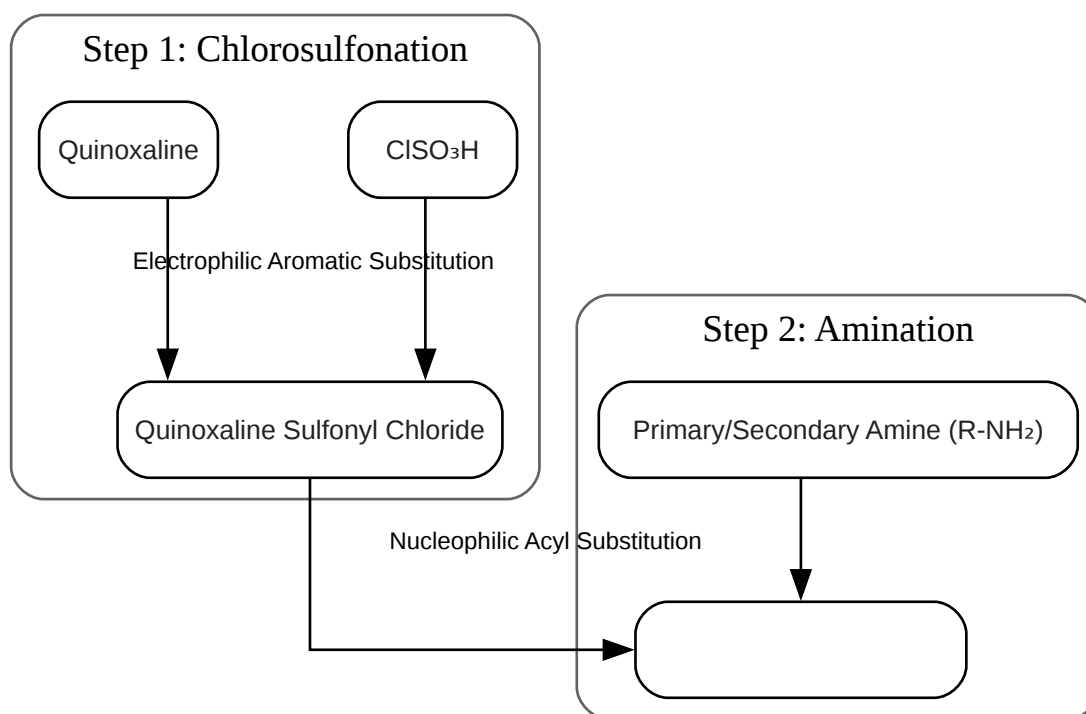 Step 1: Chlorosulfonation
Quinoxaline
ClSO₃H
Electrophilic Aromatic Substitution
Quinoxaline Sulfonyl Chloride
Step 2: Amination
Primary/Secondary Amine (R-NH₂)
Nucleophilic Acyl Substitution